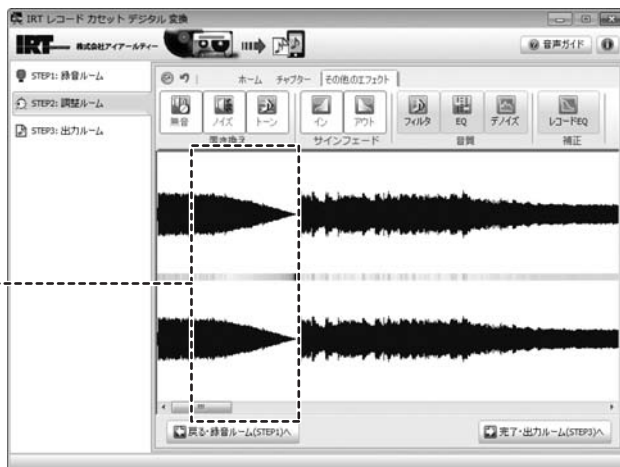 IRT レコード カセット デジタル 変換
IRT 株式会社アイアールティー
音声ガイド
STEP1: 録音ルーム
STEP2: 調整ルーム
STEP3: 出力ルーム
ホーム チャプター その他のエフェクト
無音 ノイズ トーン イン アウト フィルタ EQ デノイズ レコードEQ
置き換え サインフェード 音質 補正
戻る・録音ルーム(STEP1)へ 完了・出力ルーム(STEP3)へ